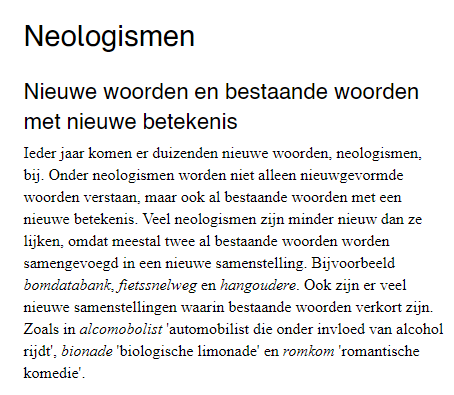 Neologismen
Nieuwe woorden en bestaande woorden
met nieuwe betekenis
Ieder jaar komen er duizenden nieuwe woorden, neologismen,
bij. Onder neologismen worden niet alleen nieuwgevormde
woorden verstaan, maar ook al bestaande woorden met een
nieuwe betekenis. Veel neologismen zijn minder nieuw dan ze
lijken, omdat meestal twee al bestaande woorden worden
samengevoegd in een nieuwe samenstelling. Bijvoorbeeld
bomdatabank, fietssnelweg en hangoudere. Ook zijn er veel
nieuwe samenstellingen waarin bestaande woorden verkort zijn.
Zoals in alcomobolist 'automobilist die onder invloed van alcohol
rijdt', bionade 'biologische limonade' en romkom 'romantische
komedie'.